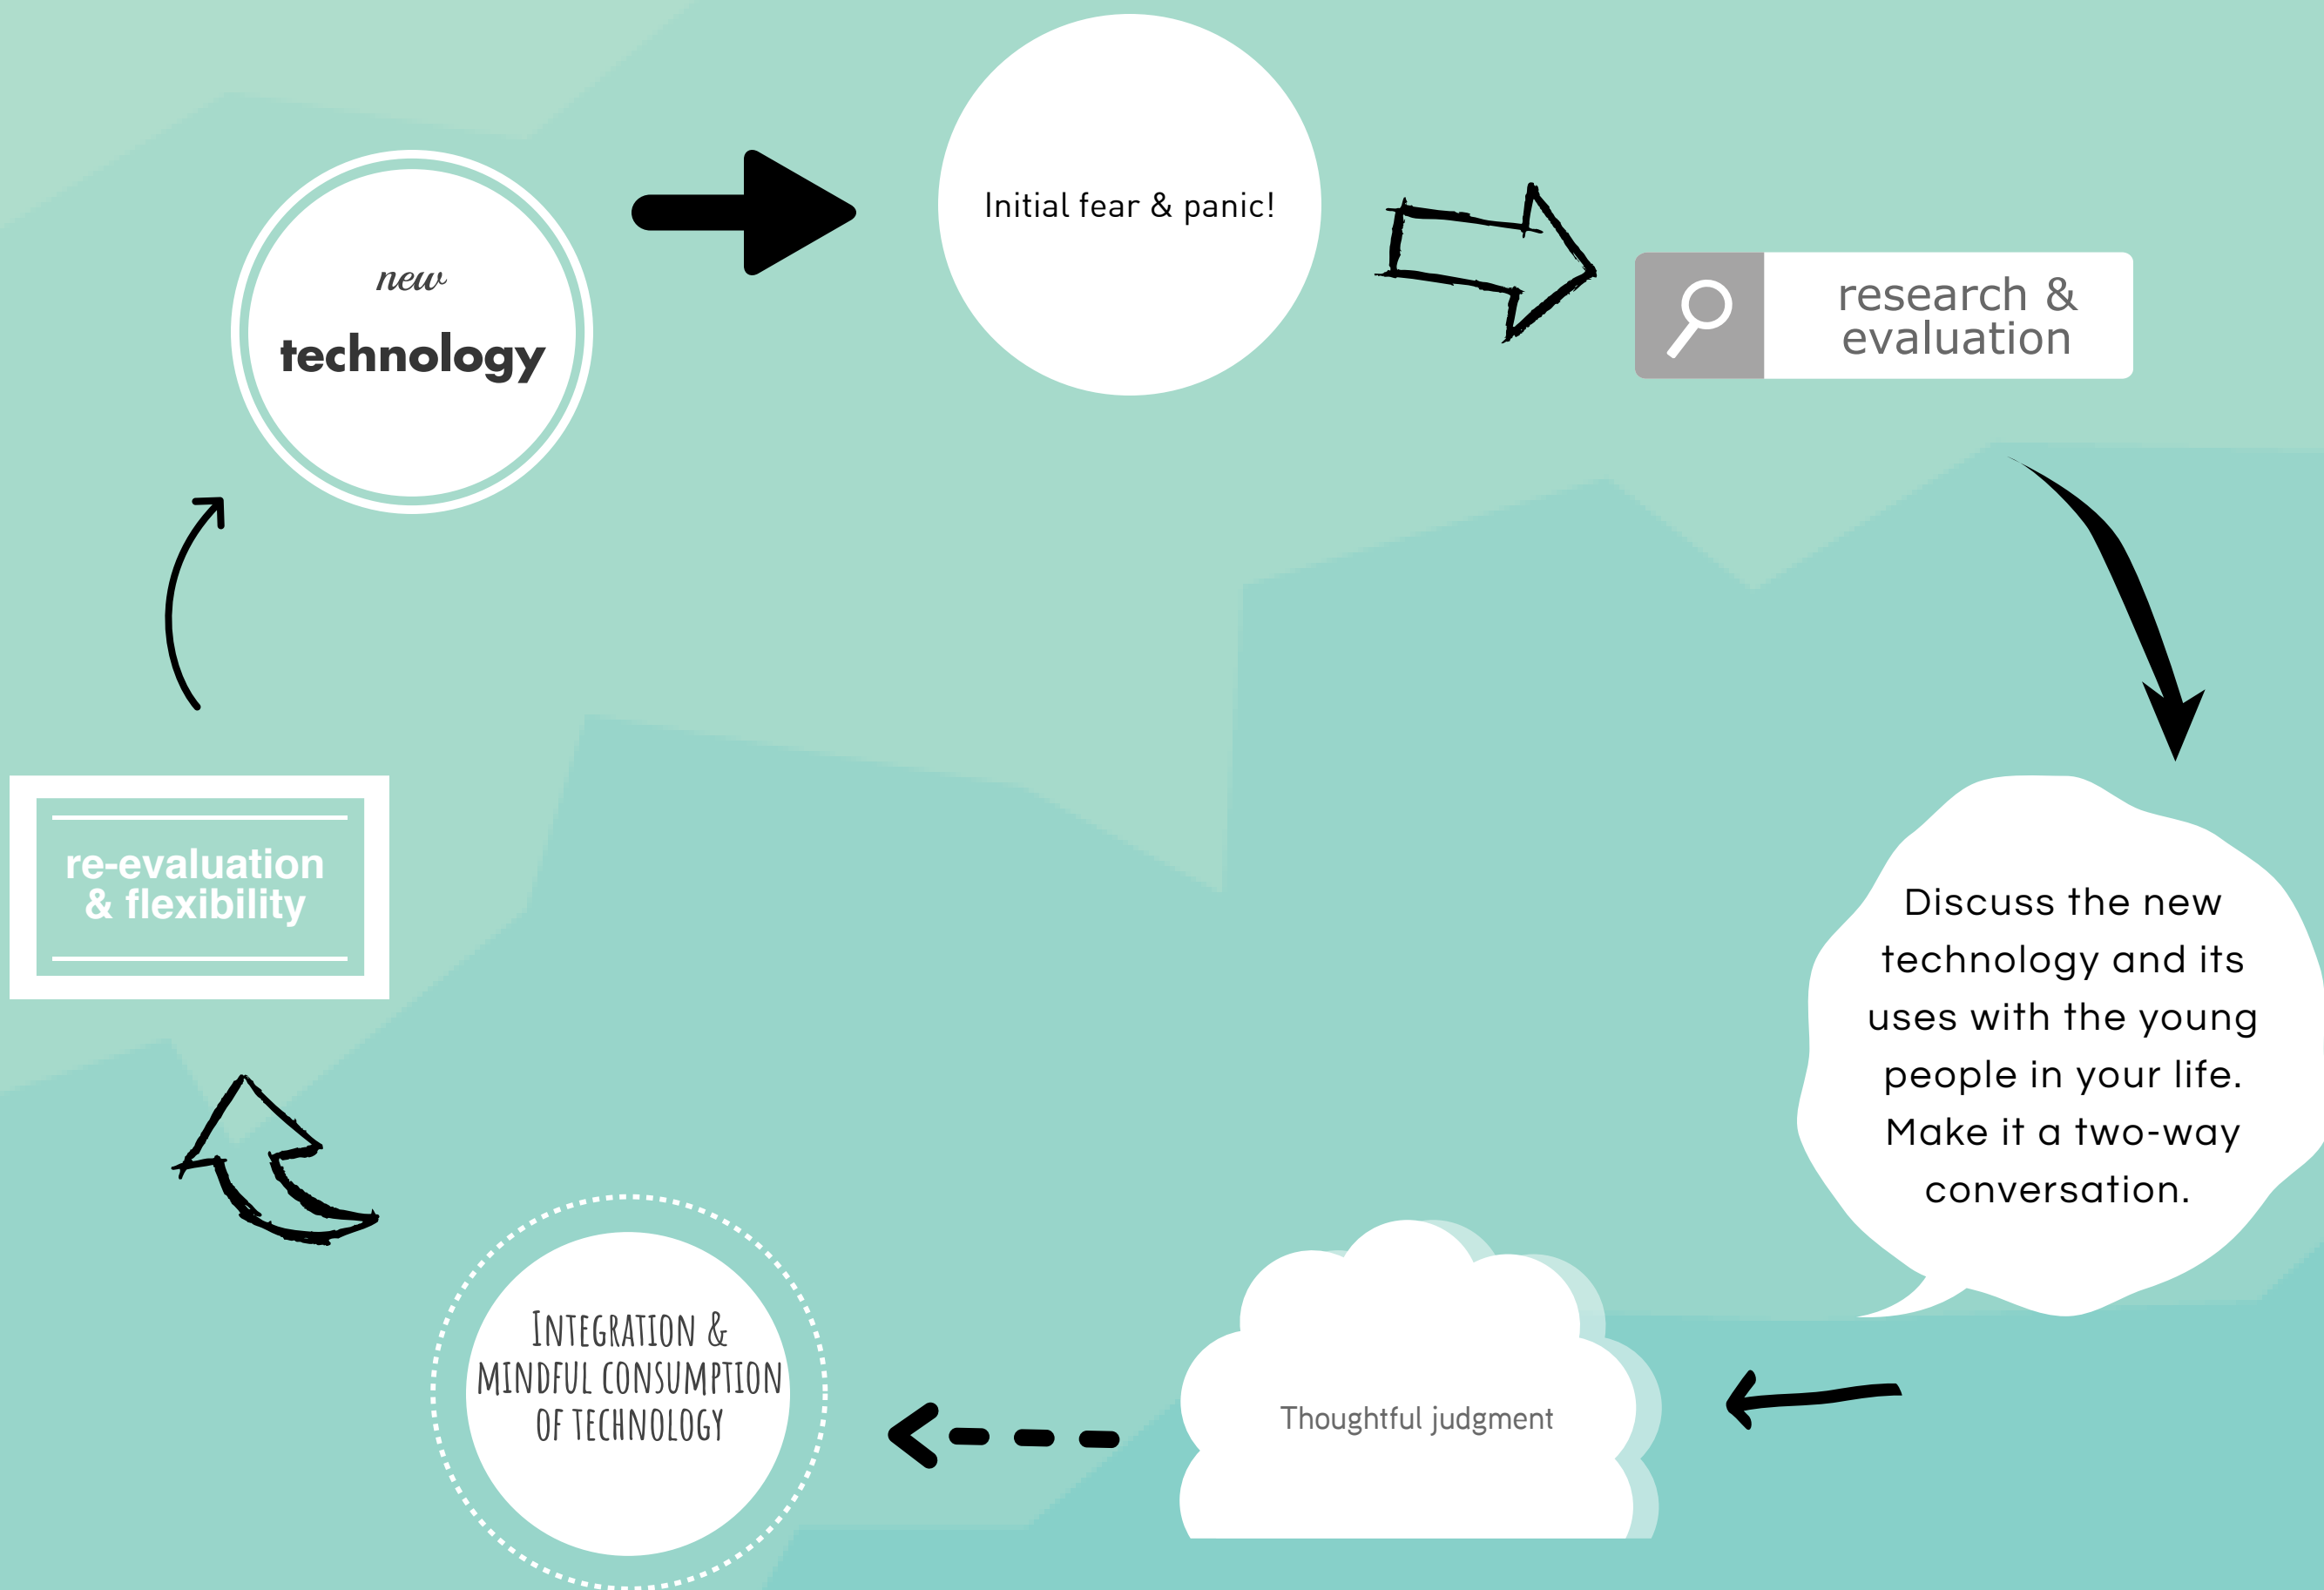 new
technology
Initial fear & panic!
research &
evaluation
Discuss the new
technology and its
uses with the young
people in your life.
Make it a two-way
conversation.
Thoughtful judgment
Integration &
mindful consumption
of technology
re-evaluation
& flexibility